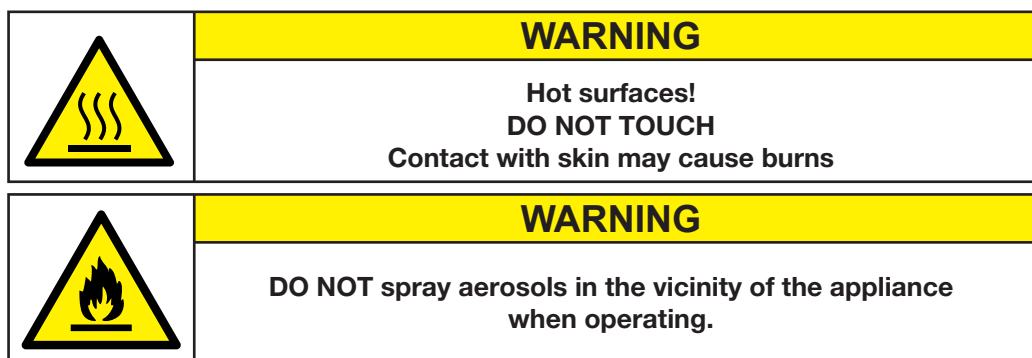 WARNING
Hot surfaces!
DO NOT TOUCH
Contact with skin may cause burns
WARNING
DO NOT spray aerosols in the vicinity of the appliance
when operating.